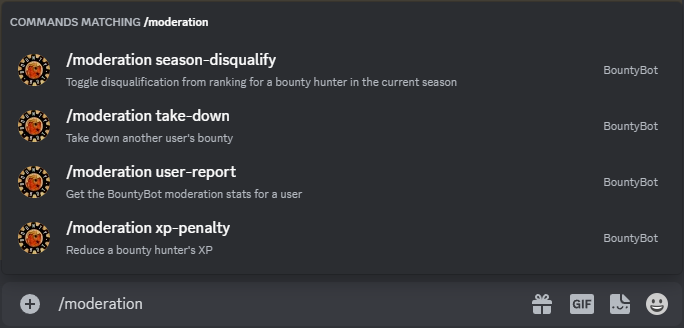 COMMANDS MATCHING /moderation
/moderation season-disqualify
Toggle disqualification from ranking for a bounty hunter in the current season
BountyBot
/moderation take-down
Take down another user's bounty
BountyBot
/moderation user-report
Get the BountyBot moderation stats for a user
BountyBot
/moderation xp-penalty
Reduce a bounty hunter's XP
BountyBot
/moderation
GIF